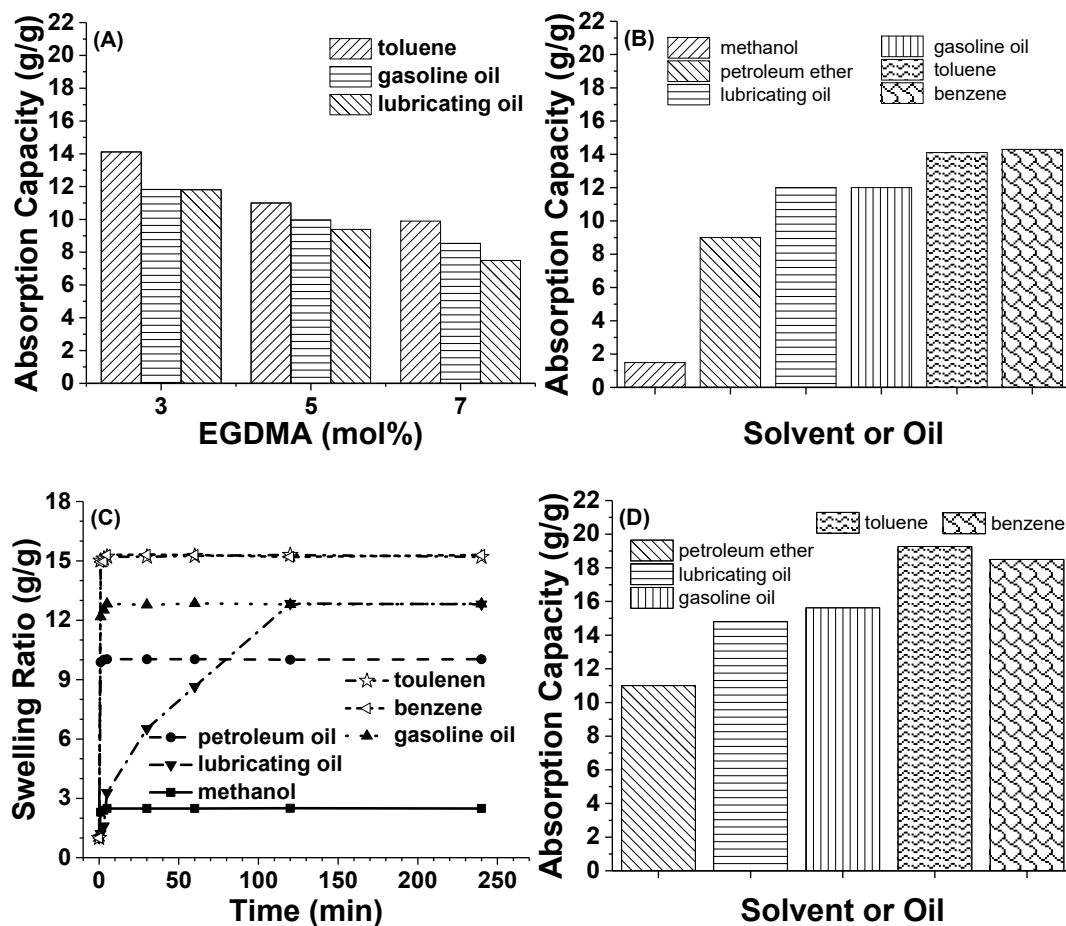 (A)
toluene
gasoline oil
lubricating oil
Absorption Capacity (g/g)
22
20
18
16
14
12
10
8
6
4
2
0
3 5 7
EGDMA (mol%)
(B)
methanol
petroleum ether
lubricating oil
gasoline oil
toluene
benzene
Absorption Capacity (g/g)
22
20
18
16
14
12
10
8
6
4
2
0
Solvent or Oil
(C)
Swelling Ratio (g/g)
18
15
12
9
6
3
0
toulenen
benzene
gasoline oil
petroleum oil
lubricating oil
methanol
0 50 100 150 200 250
Time (min)
(D)
toluene benzene
petroleum ether
lubricating oil
gasoline oil
Absorption Capacity (g/g)
22
20
18
16
14
12
10
8
6
4
2
0
Solvent or Oil